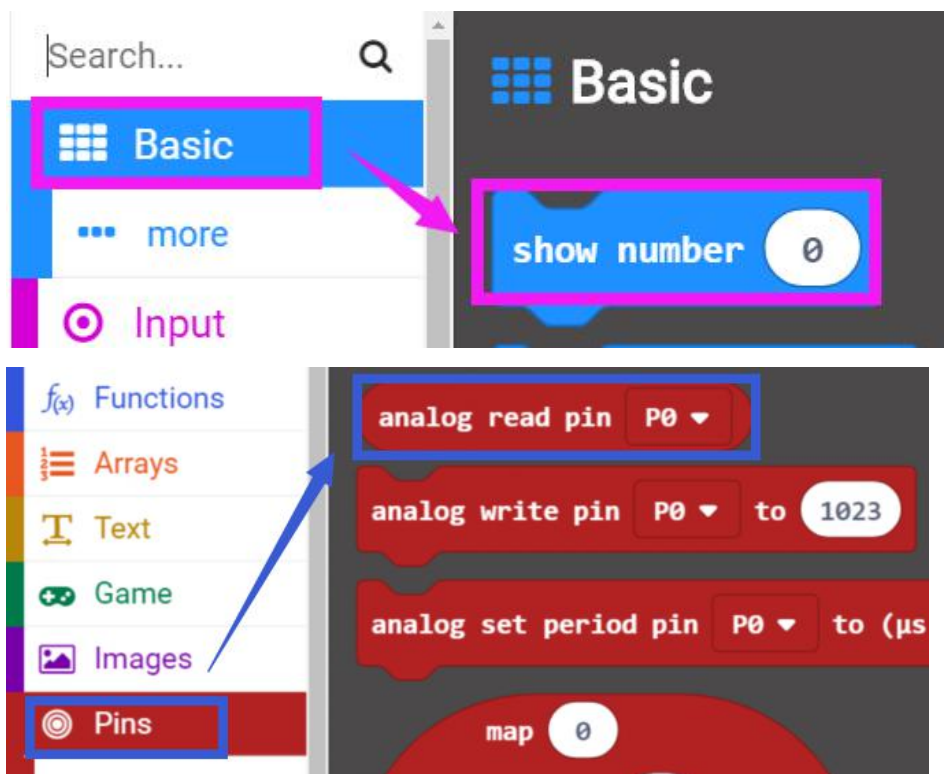 Search...
Basic
more
Input
Basic
show number 0
f(x) Functions
Arrays
Text
Game
Images
Pins
analog read pin P0
analog write pin P0 to 1023
analog set period pin P0 to (µs
map 0